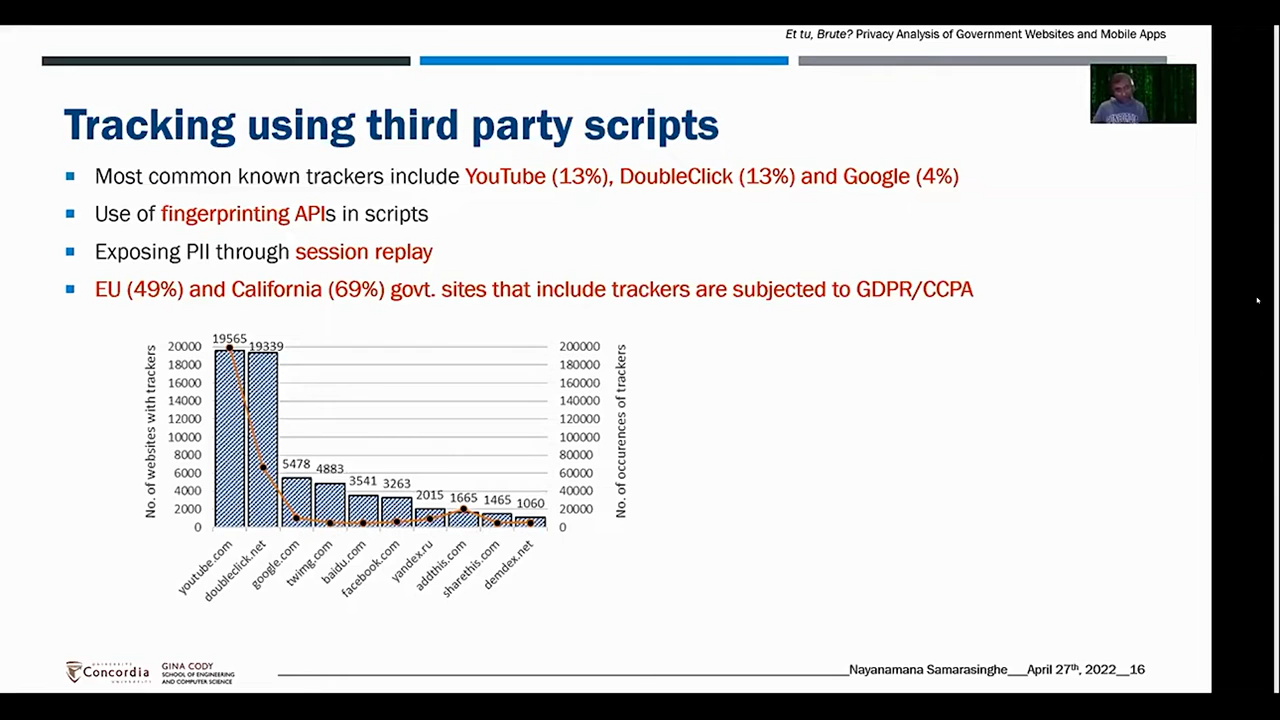 Et tu, Brute? Privacy Analysis of Government Websites and Mobile Apps
Tracking using third party scripts
Most common known trackers include YouTube (13%), DoubleClick (13%) and Google (4%)
Use of fingerprinting APIs in scripts
Exposing PII through session replay
EU (49%) and California (69%) govt. sites that include trackers are subjected to GDPR/CCPA
No. of websites with trackers
20000
18000
16000
14000
12000
10000
8000
6000
4000
2000
0
19565
19339
5478
4883
3541
3263
2015
1665
1465
1060
200000
180000
160000
140000
120000
100000
80000
60000
40000
20000
0
No. of occurences of trackers
youtube.com
doubleclick.net
google.com
twimg.com
baidu.com
facebook.com
yandex.ru
addthis.com
sharethis.com
demdex.net
UNIVERSITÉ
Concordia
UNIVERSITY
GINA CODY
SCHOOL OF ENGINEERING
AND COMPUTER SCIENCE
Nayanamana Samarasinghe__April 27th, 2022__16